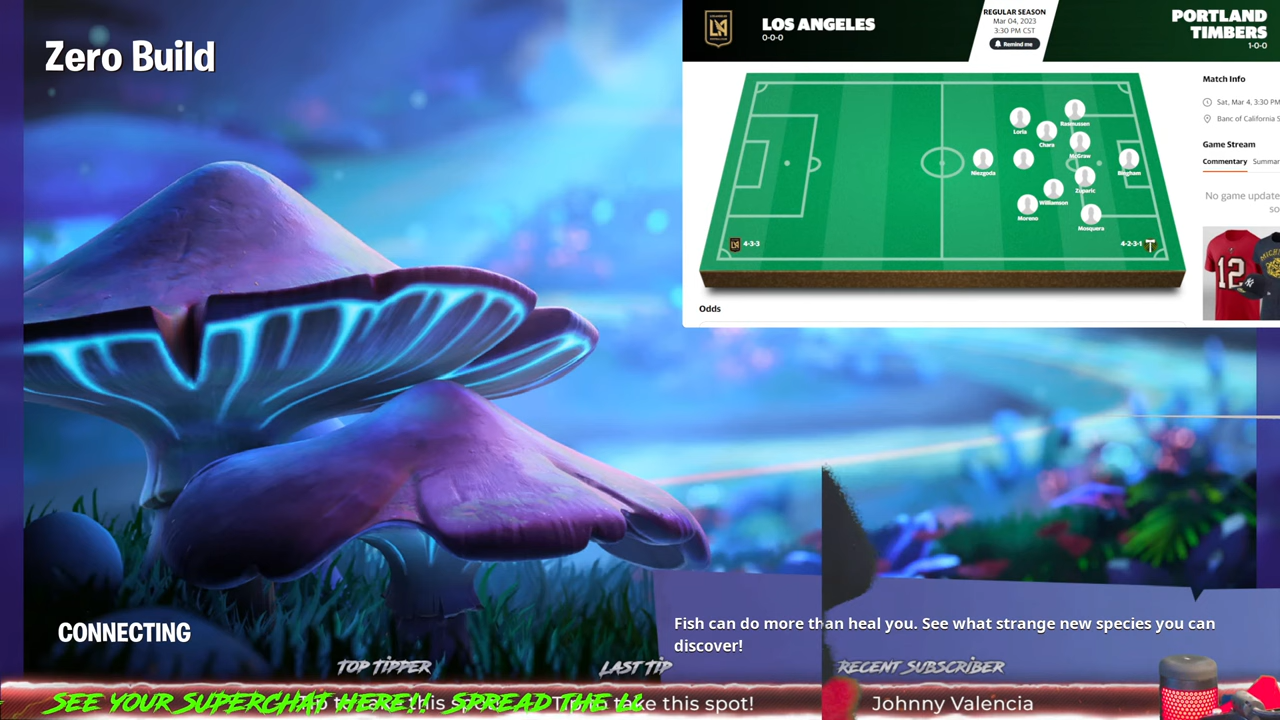 Zero Build
LOS ANGELES
0-0-0
REGULAR SEASON
Mar 04, 2023
3:30 PM CST
Remind me
PORTLAND
TIMBERS
1-0-0
Loria
Rasmussen
Chara
McGraw
Niezgoda
Bingham
Zuparic
Williamson
Moreno
Mosquera
4-3-3
4-2-3-1
Odds
Match Info
Sat, Mar 4, 3:30 PM
Banc of California S
Game Stream
Commentary Summar
No game update
so
12
CONNECTING
Fish can do more than heal you. See what strange new species you can
discover!
TOP TIPPER
LAST TIP
RECENT SUBSCRIBER
SEE YOUR SUPERCHAT HERE!! SPREAD THE
take this spot!
Johnny Valencia